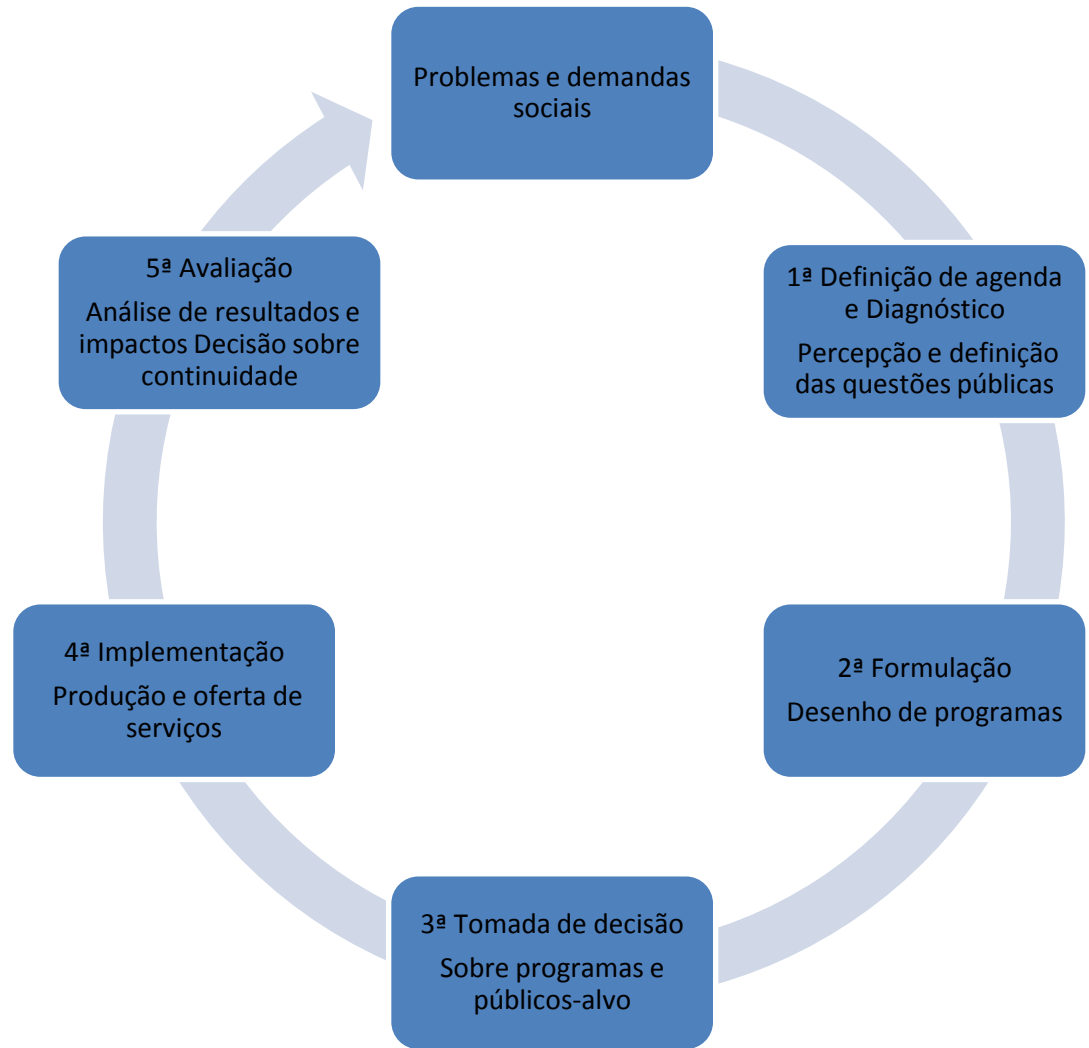 Problemas e demandas
sociais
1ª Definição de agenda
e Diagnóstico
Percepção e definição
das questões públicas
2ª Formulação
Desenho de programas
3ª Tomada de decisão
Sobre programas e
públicos-alvo
4ª Implementação
Produção e oferta de
serviços
5ª Avaliação
Análise de resultados e
impactos Decisão sobre
continuidade